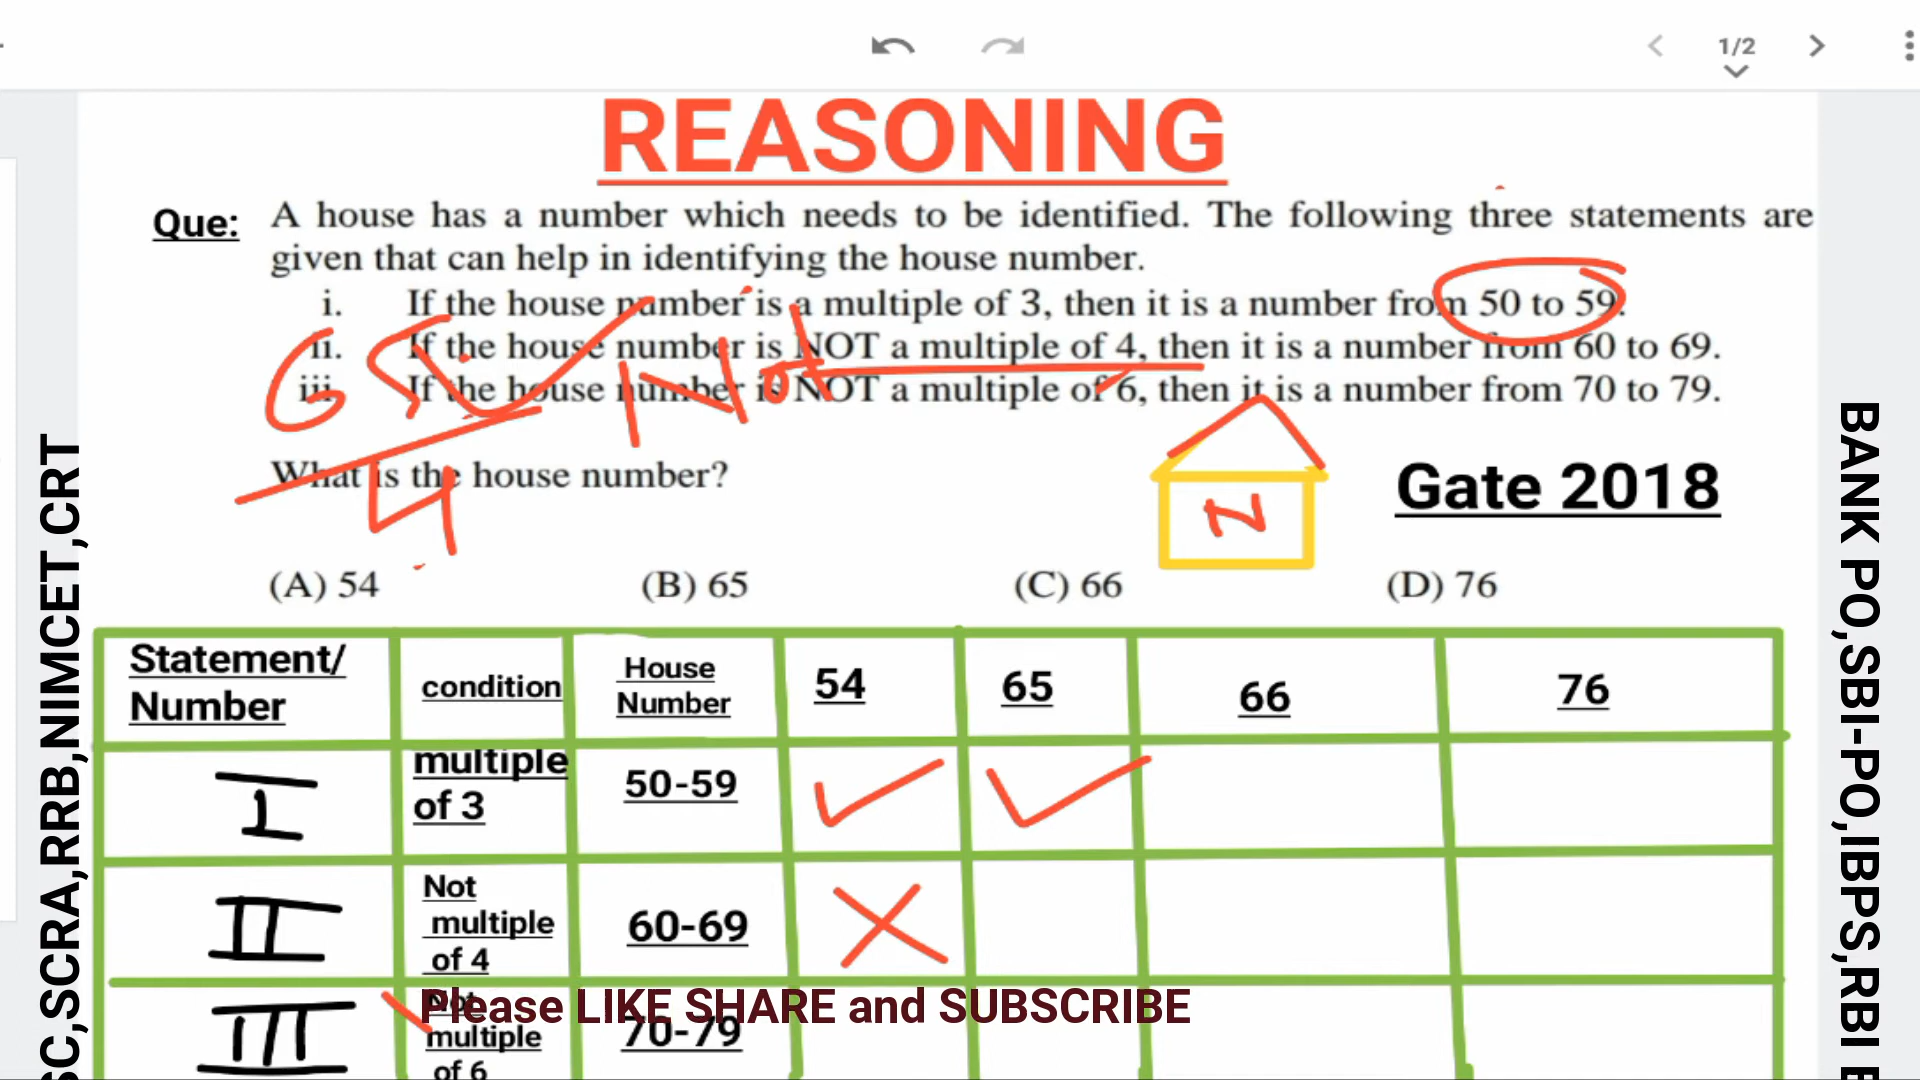 1/2
REASONING
Que: A house has a number which needs to be identified. The following three statements are
given that can help in identifying the house number.
i. If the house number is a multiple of 3, then it is a number from 50 to 59.
ii. If the house number is NOT a multiple of 4, then it is a number from 60 to 69.
iii. If the house number is NOT a multiple of 6, then it is a number from 70 to 79.
65
4
Not
What is the house number?
N
Gate 2018
(A) 54 (B) 65 (C) 66 (D) 76
Statement/
Number
condition
House
Number
54
65
66
76
I
multiple
of 3
50-59
II
Not
multiple
of 4
60-69
III
Not
multiple
of 6
70-79
Please LIKE SHARE and SUBSCRIBE
SC,SCRA,RRB,NIMCET,CRT
BANK PO,SBI-PO,IBPS,RBI